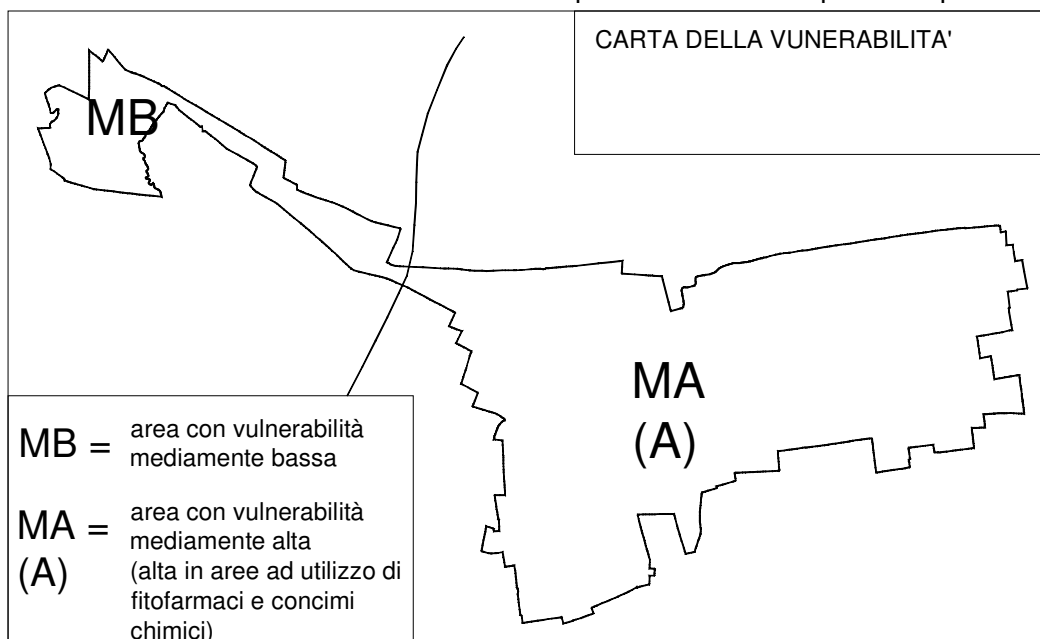 CARTA DELLA VUNERABILITA'
MB
MA
(A)
MB = area con vulnerabilità
mediamente bassa
MA = area con vulnerabilità
(A) mediamente alta
(alta in aree ad utilizzo di
fitofarmaci e concimi
chimici)